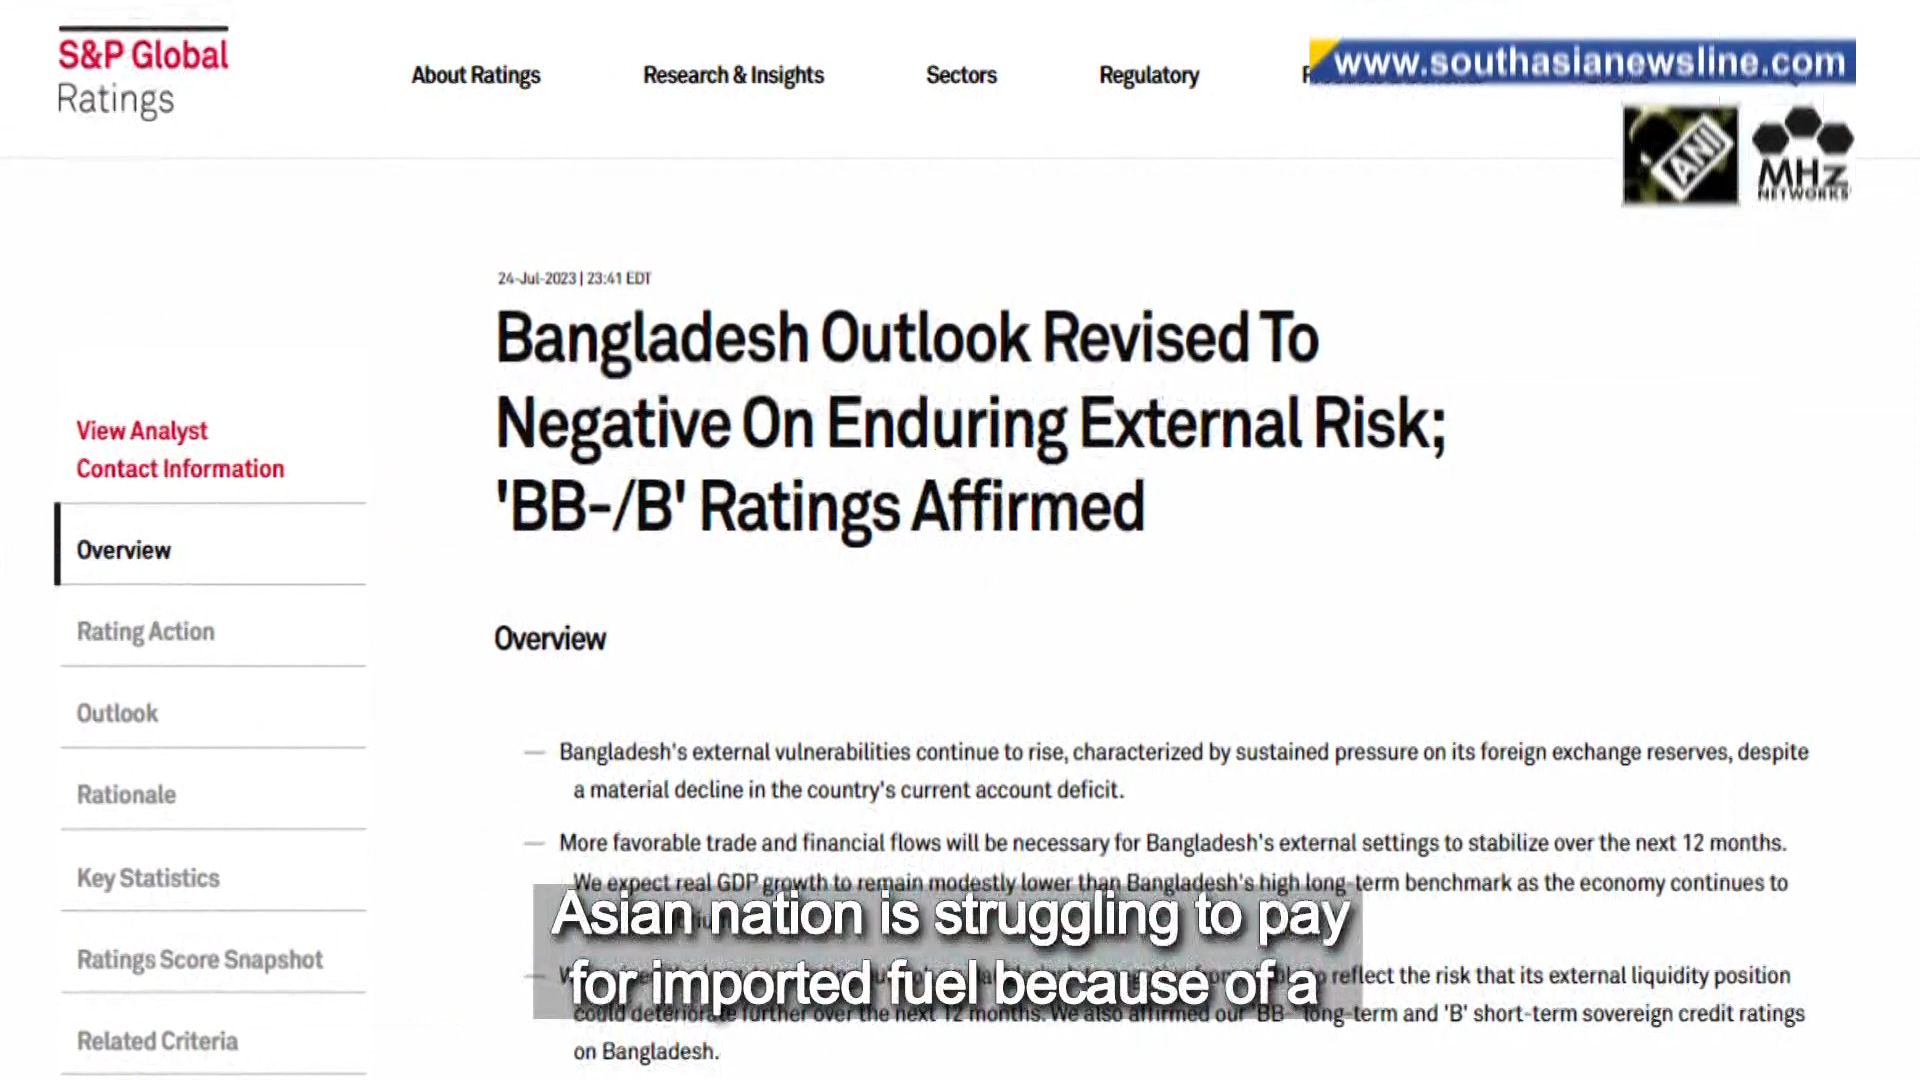 S&P Global
Ratings
About Ratings
Research & Insights
Sectors
Regulatory
www.southasianewsline.com
ANI
MHz
NETWORKS
24-Jul-2023 | 23:41 EDT
Bangladesh Outlook Revised To
Negative On Enduring External Risk;
'BB-/B' Ratings Affirmed
View Analyst
Contact Information
Overview
Rating Action
Outlook
Rationale
Key Statistics
Ratings Score Snapshot
Related Criteria
Overview
— Bangladesh's external vulnerabilities continue to rise, characterized by sustained pressure on its foreign exchange reserves, despite
a material decline in the country's current account deficit.
— More favorable trade and financial flows will be necessary for Bangladesh's external settings to stabilize over the next 12 months.
We expect real GDP growth to remain modestly lower than Bangladesh's high long-term benchmark as the economy continues to
reflect the risk that its external liquidity position
could deteriorate further over the next 12 months. We also affirmed our 'BB-' long-term and 'B' short-term sovereign credit ratings
on Bangladesh.
Asian nation is struggling to pay
for imported fuel because of a